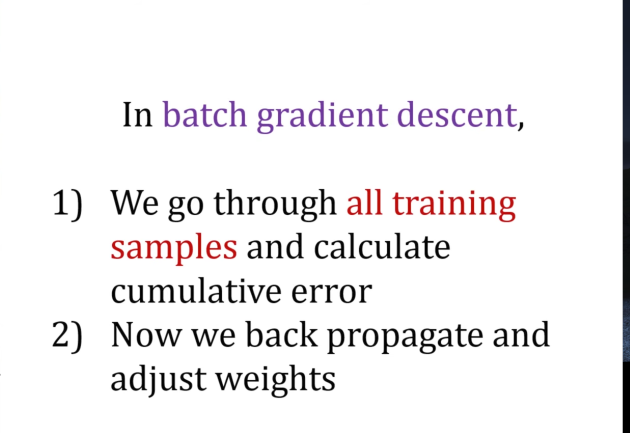 In batch gradient descent,
1) We go through all training
samples and calculate
cumulative error
2) Now we back propagate and
adjust weights